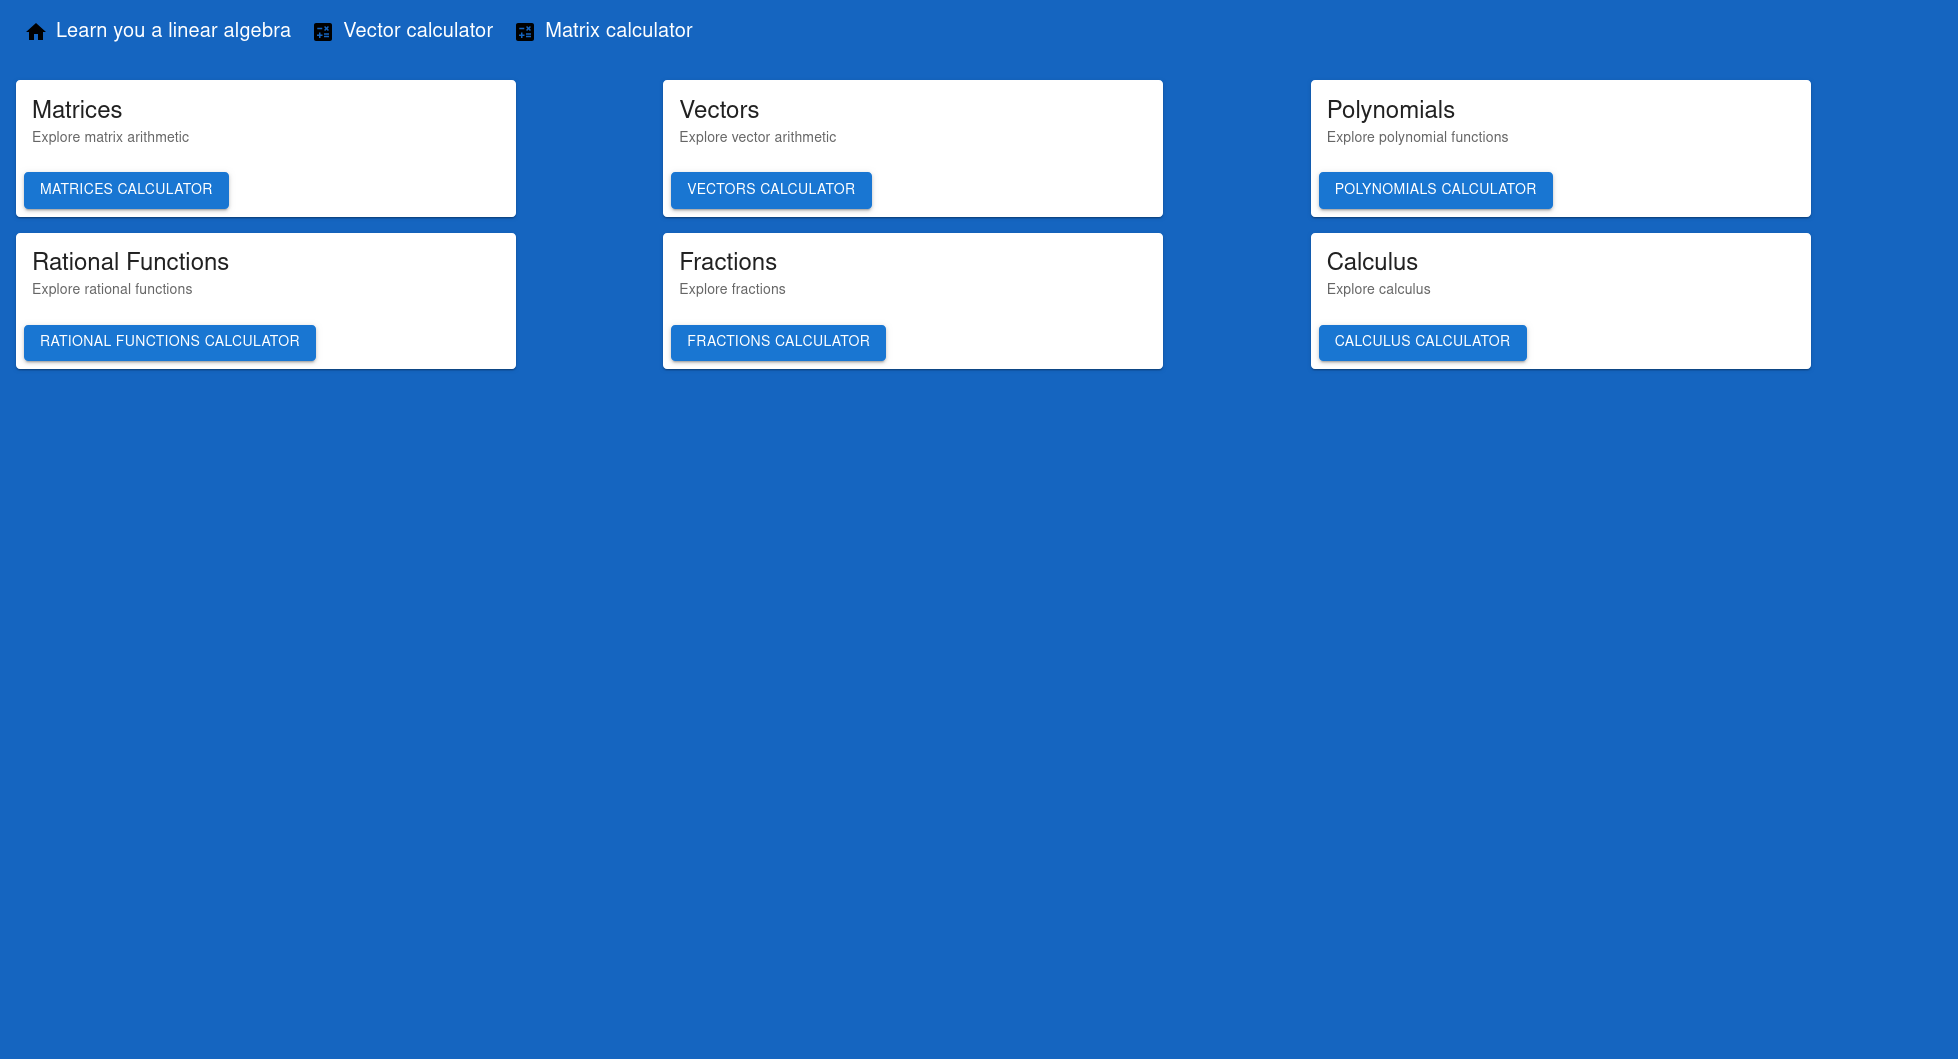 Learn you a linear algebra Vector calculator Matrix calculator
Matrices
Explore matrix arithmetic
MATRICES CALCULATOR
Vectors
Explore vector arithmetic
VECTORS CALCULATOR
Polynomials
Explore polynomial functions
POLYNOMIALS CALCULATOR
Rational Functions
Explore rational functions
RATIONAL FUNCTIONS CALCULATOR
Fractions
Explore fractions
FRACTIONS CALCULATOR
Calculus
Explore calculus
CALCULUS CALCULATOR